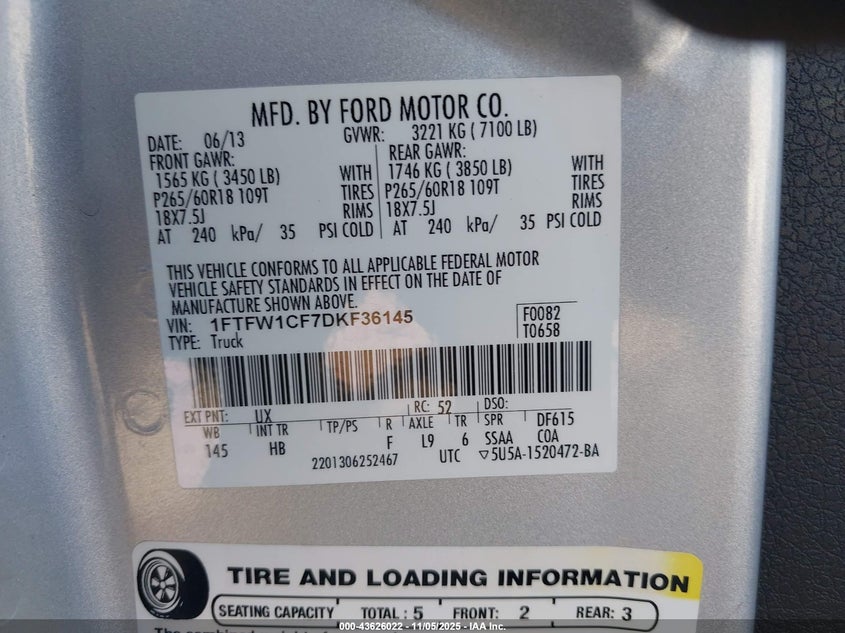 MFD. BY FORD MOTOR CO.
DATE: 06/13 GVWR: 3221 KG ( 7100 LB)
FRONT GAWR: REAR GAWR:
1565 KG ( 3450 LB) WITH 1746 KG ( 3850 LB) WITH
P265/60R18 109T TIRES P265/60R18 109T TIRES
18X7.5J RIMS 18X7.5J RIMS
AT 240 kPa/ 35 PSI COLD AT 240 kPa/ 35 PSI COLD
THIS VEHICLE CONFORMS TO ALL APPLICABLE FEDERAL MOTOR
VEHICLE SAFETY STANDARDS IN EFFECT ON THE DATE OF
MANUFACTURE SHOWN ABOVE.
VIN: 1FTFW1CF7DKF36145 F0082
TYPE: Truck T0658
EXT PNT: UX RC: 52 DSO:
WB INT TR TP/PS R AXLE TR SPR DF615
145 HB F L9 6 SSAA COA
2201306252467 UTC ▽5U5A-1520472-BA
TIRE AND LOADING INFORMATION
SEATING CAPACITY TOTAL : 5 FRONT: 2 REAR: 3
000-43626022 - 11/05/2025 - IAA Inc.